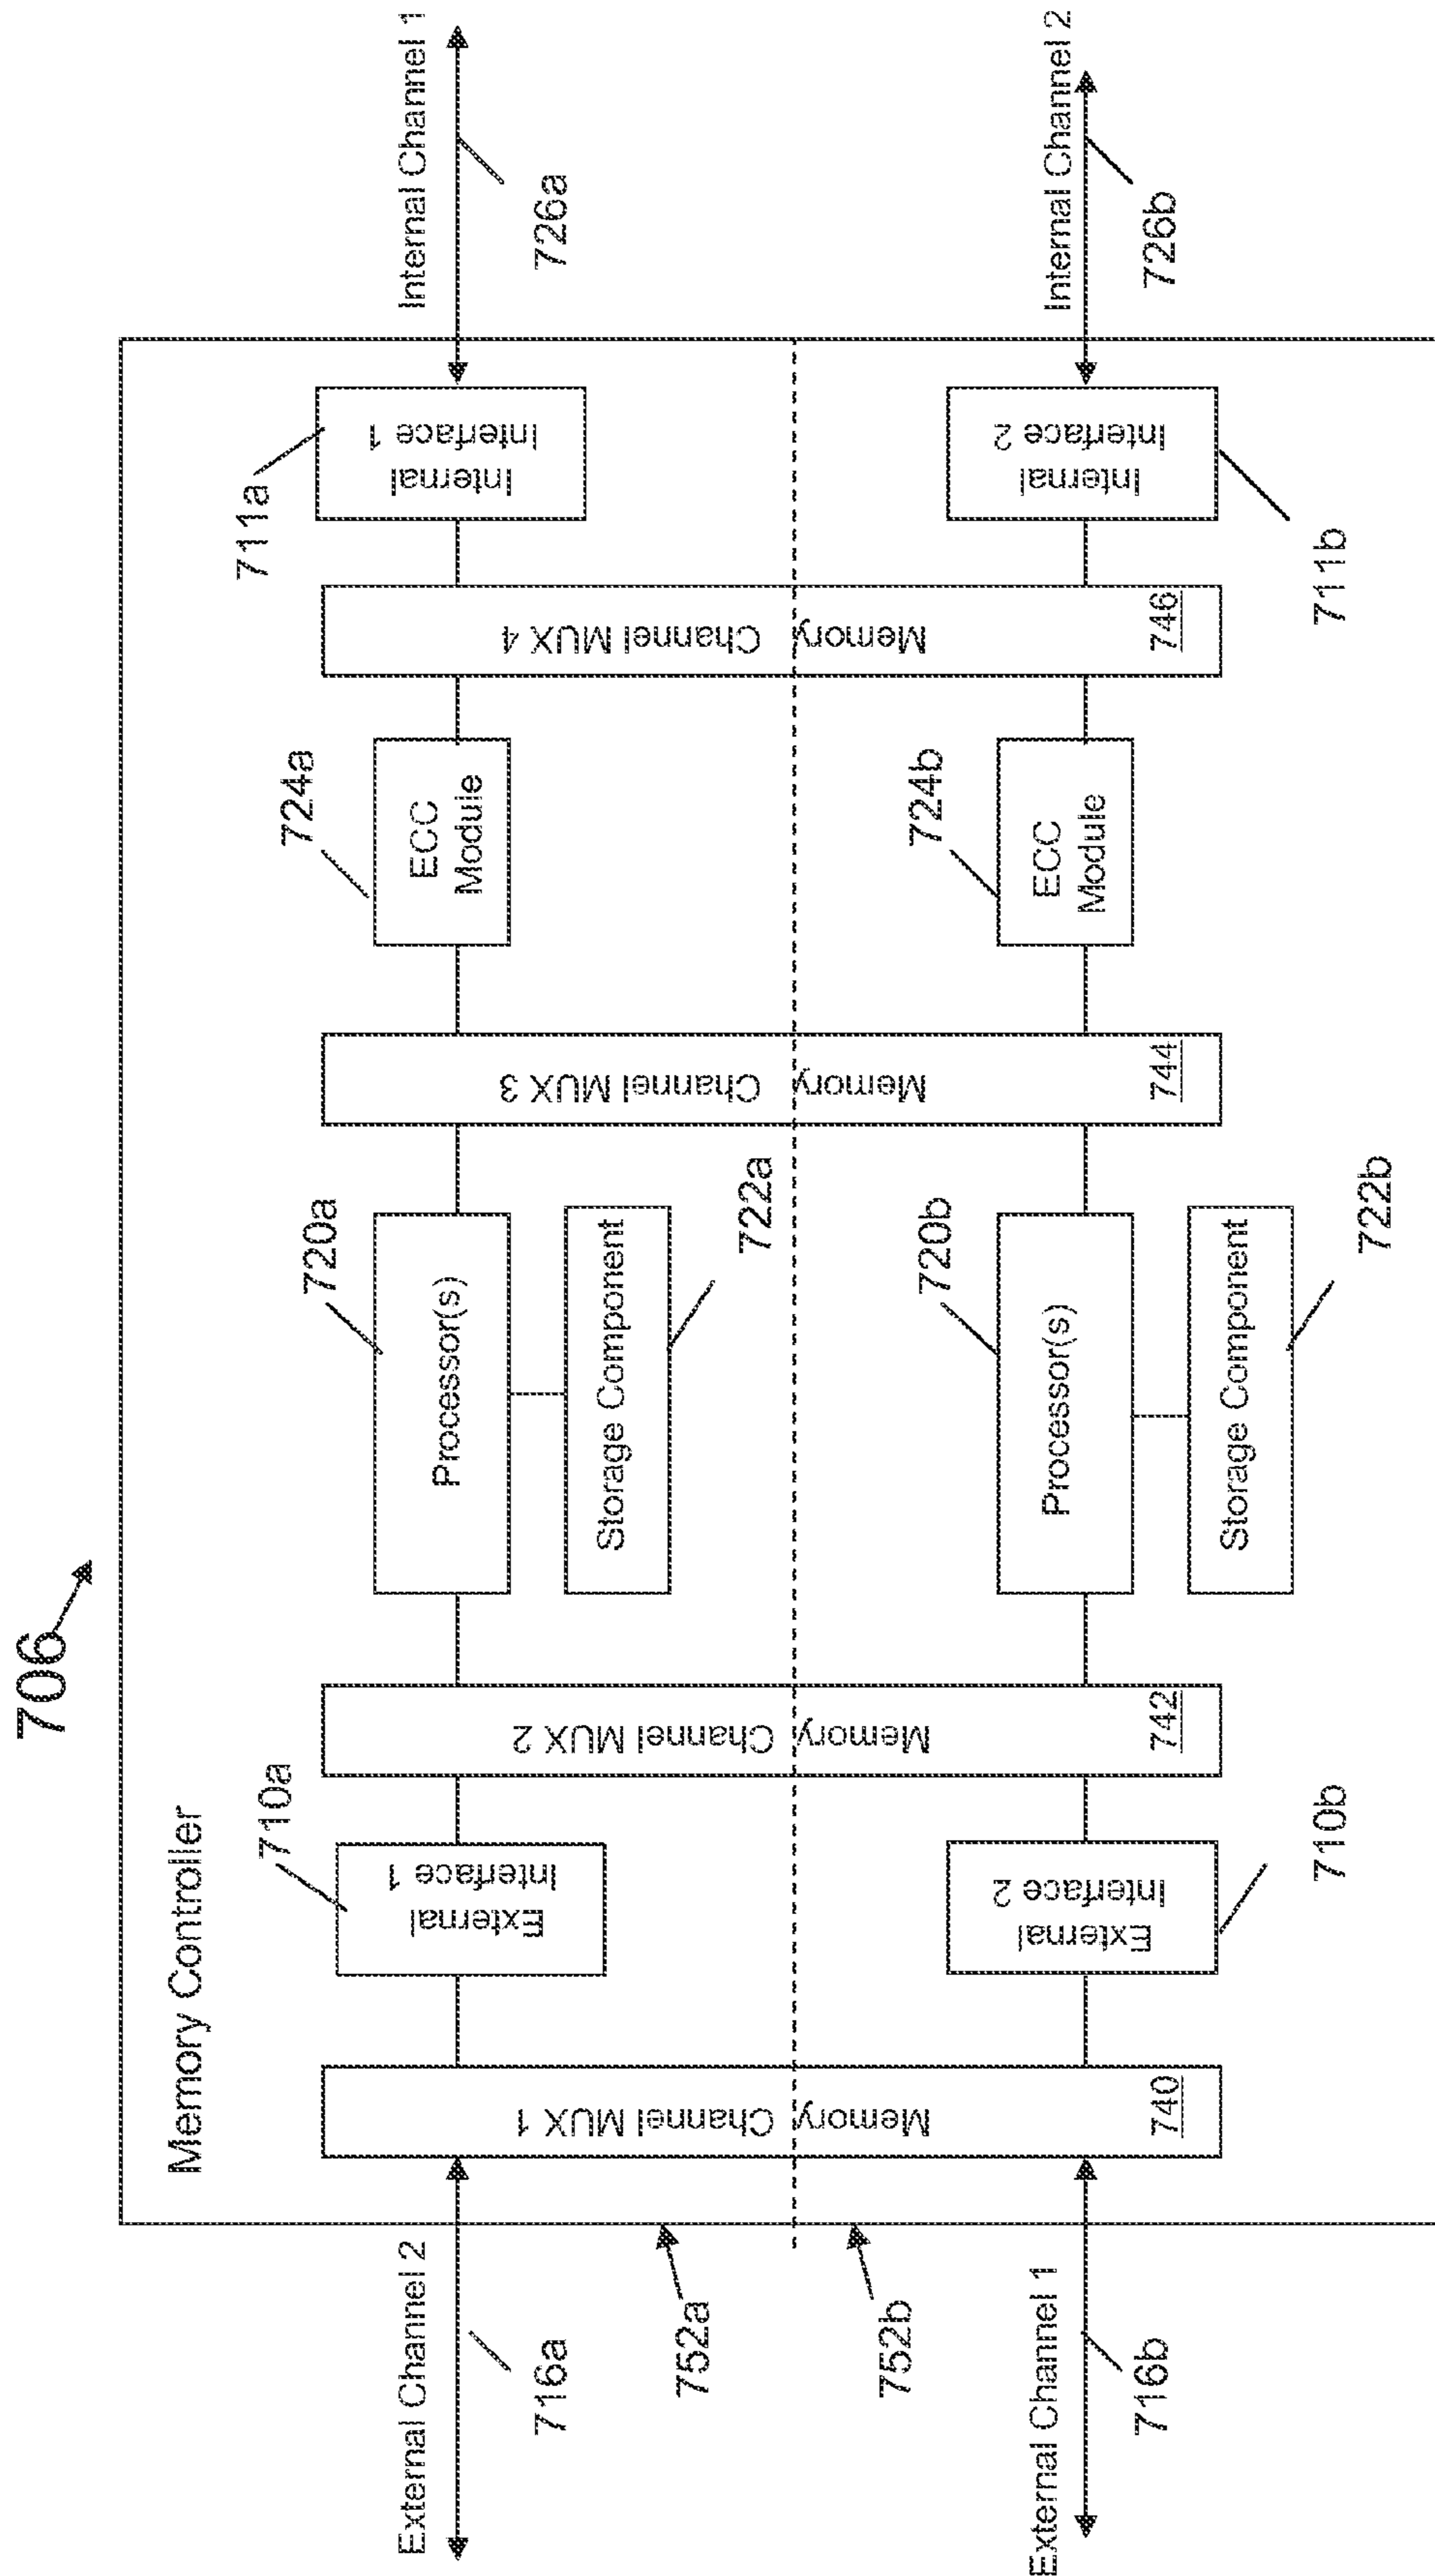 706
Memory Controller
External Channel 2
716a
752a
752b
External Channel 1
716b
Memory
Channel MUX 1
740
710a
External
Interface 1
External
Interface 2
710b
Memory
Channel MUX 2
742
720a
Processor(s)
Storage Component
722a
720b
Processor(s)
Storage Component
722b
Memory
Channel MUX 3
744
724a
ECC
Module
724b
ECC
Module
Memory
Channel MUX 4
746
711a
Internal
Interface 1
Internal
Interface 2
711b
Internal Channel 1
726a
Internal Channel 2
726b